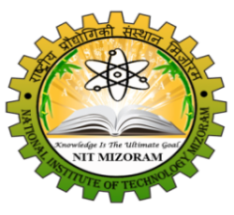 राष्ट्रीय प्रौद्योगिकी संस्थान मिज़ोरम
Knowledge Is The Ultimate Goal
NIT MIZORAM
NATIONAL INSTITUTE OF TECHNOLOGY MIZORAM